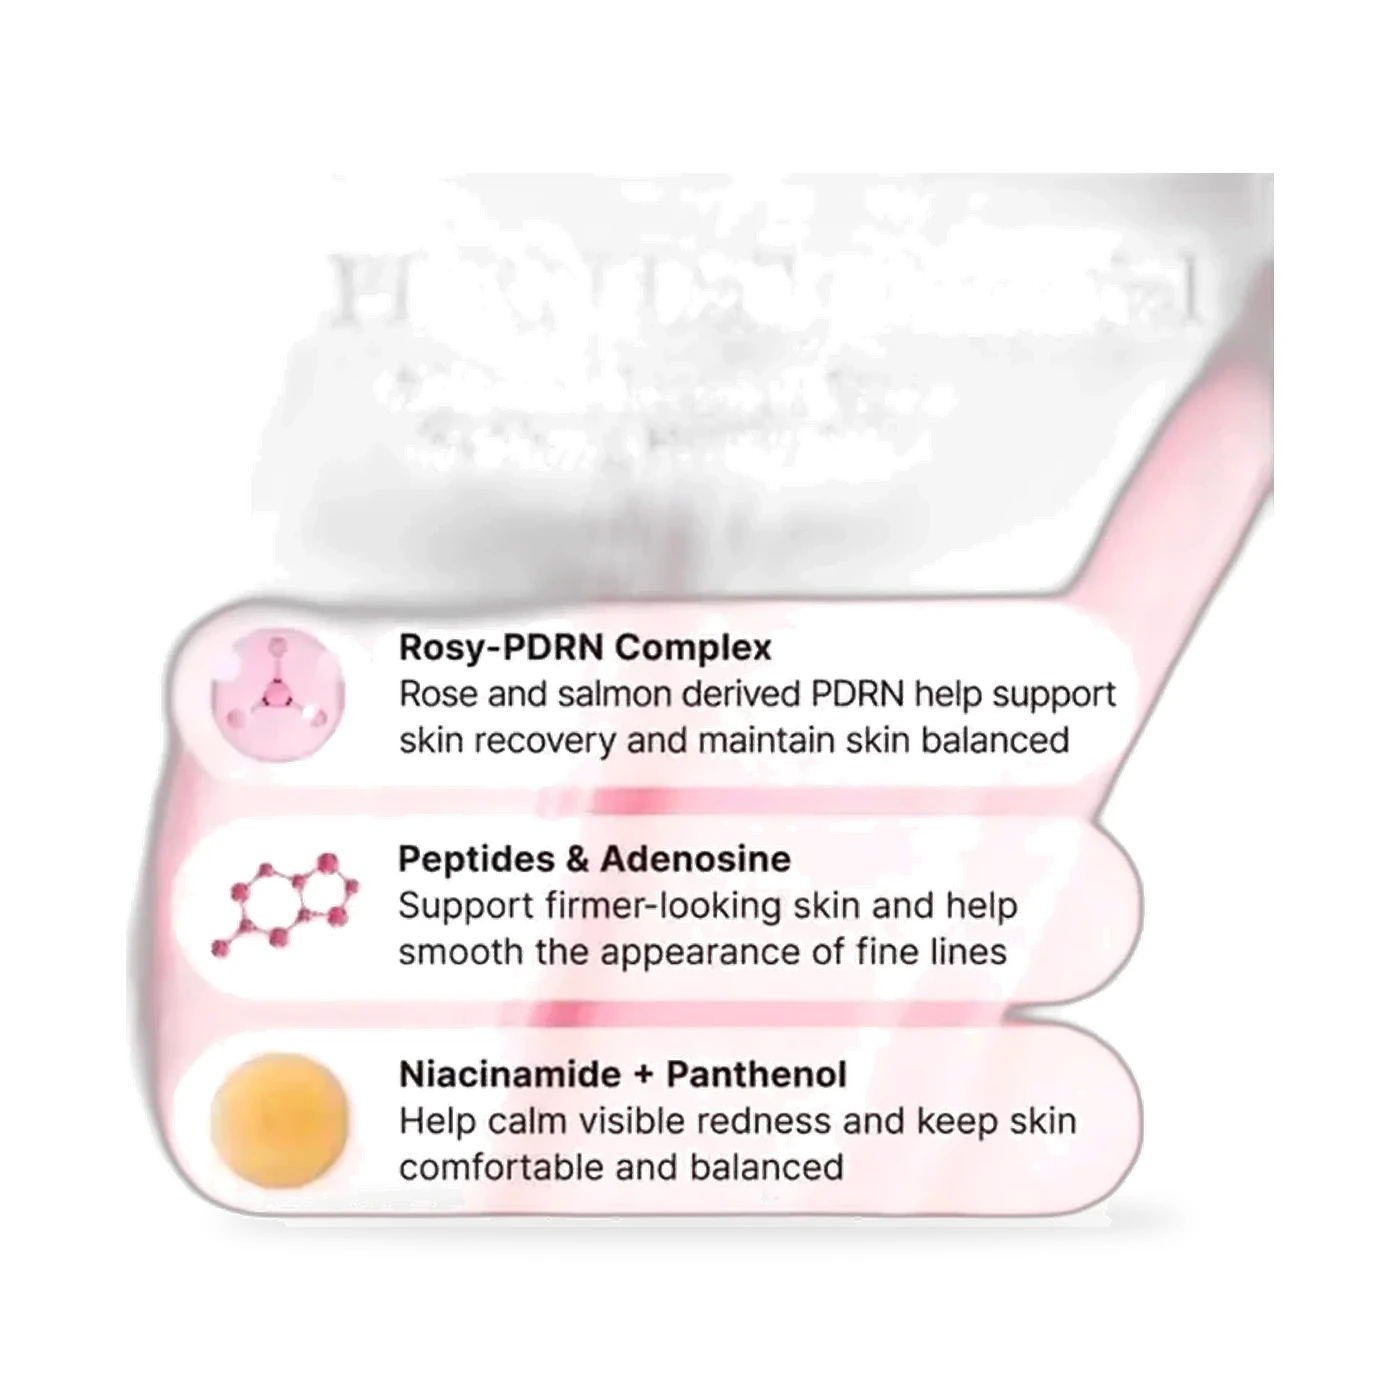 Rosy-PDRN Complex
Rose and salmon derived PDRN help support
skin recovery and maintain skin balanced
Peptides & Adenosine
Support firmer-looking skin and help
smooth the appearance of fine lines
Niacinamide + Panthenol
Help calm visible redness and keep skin
comfortable and balanced